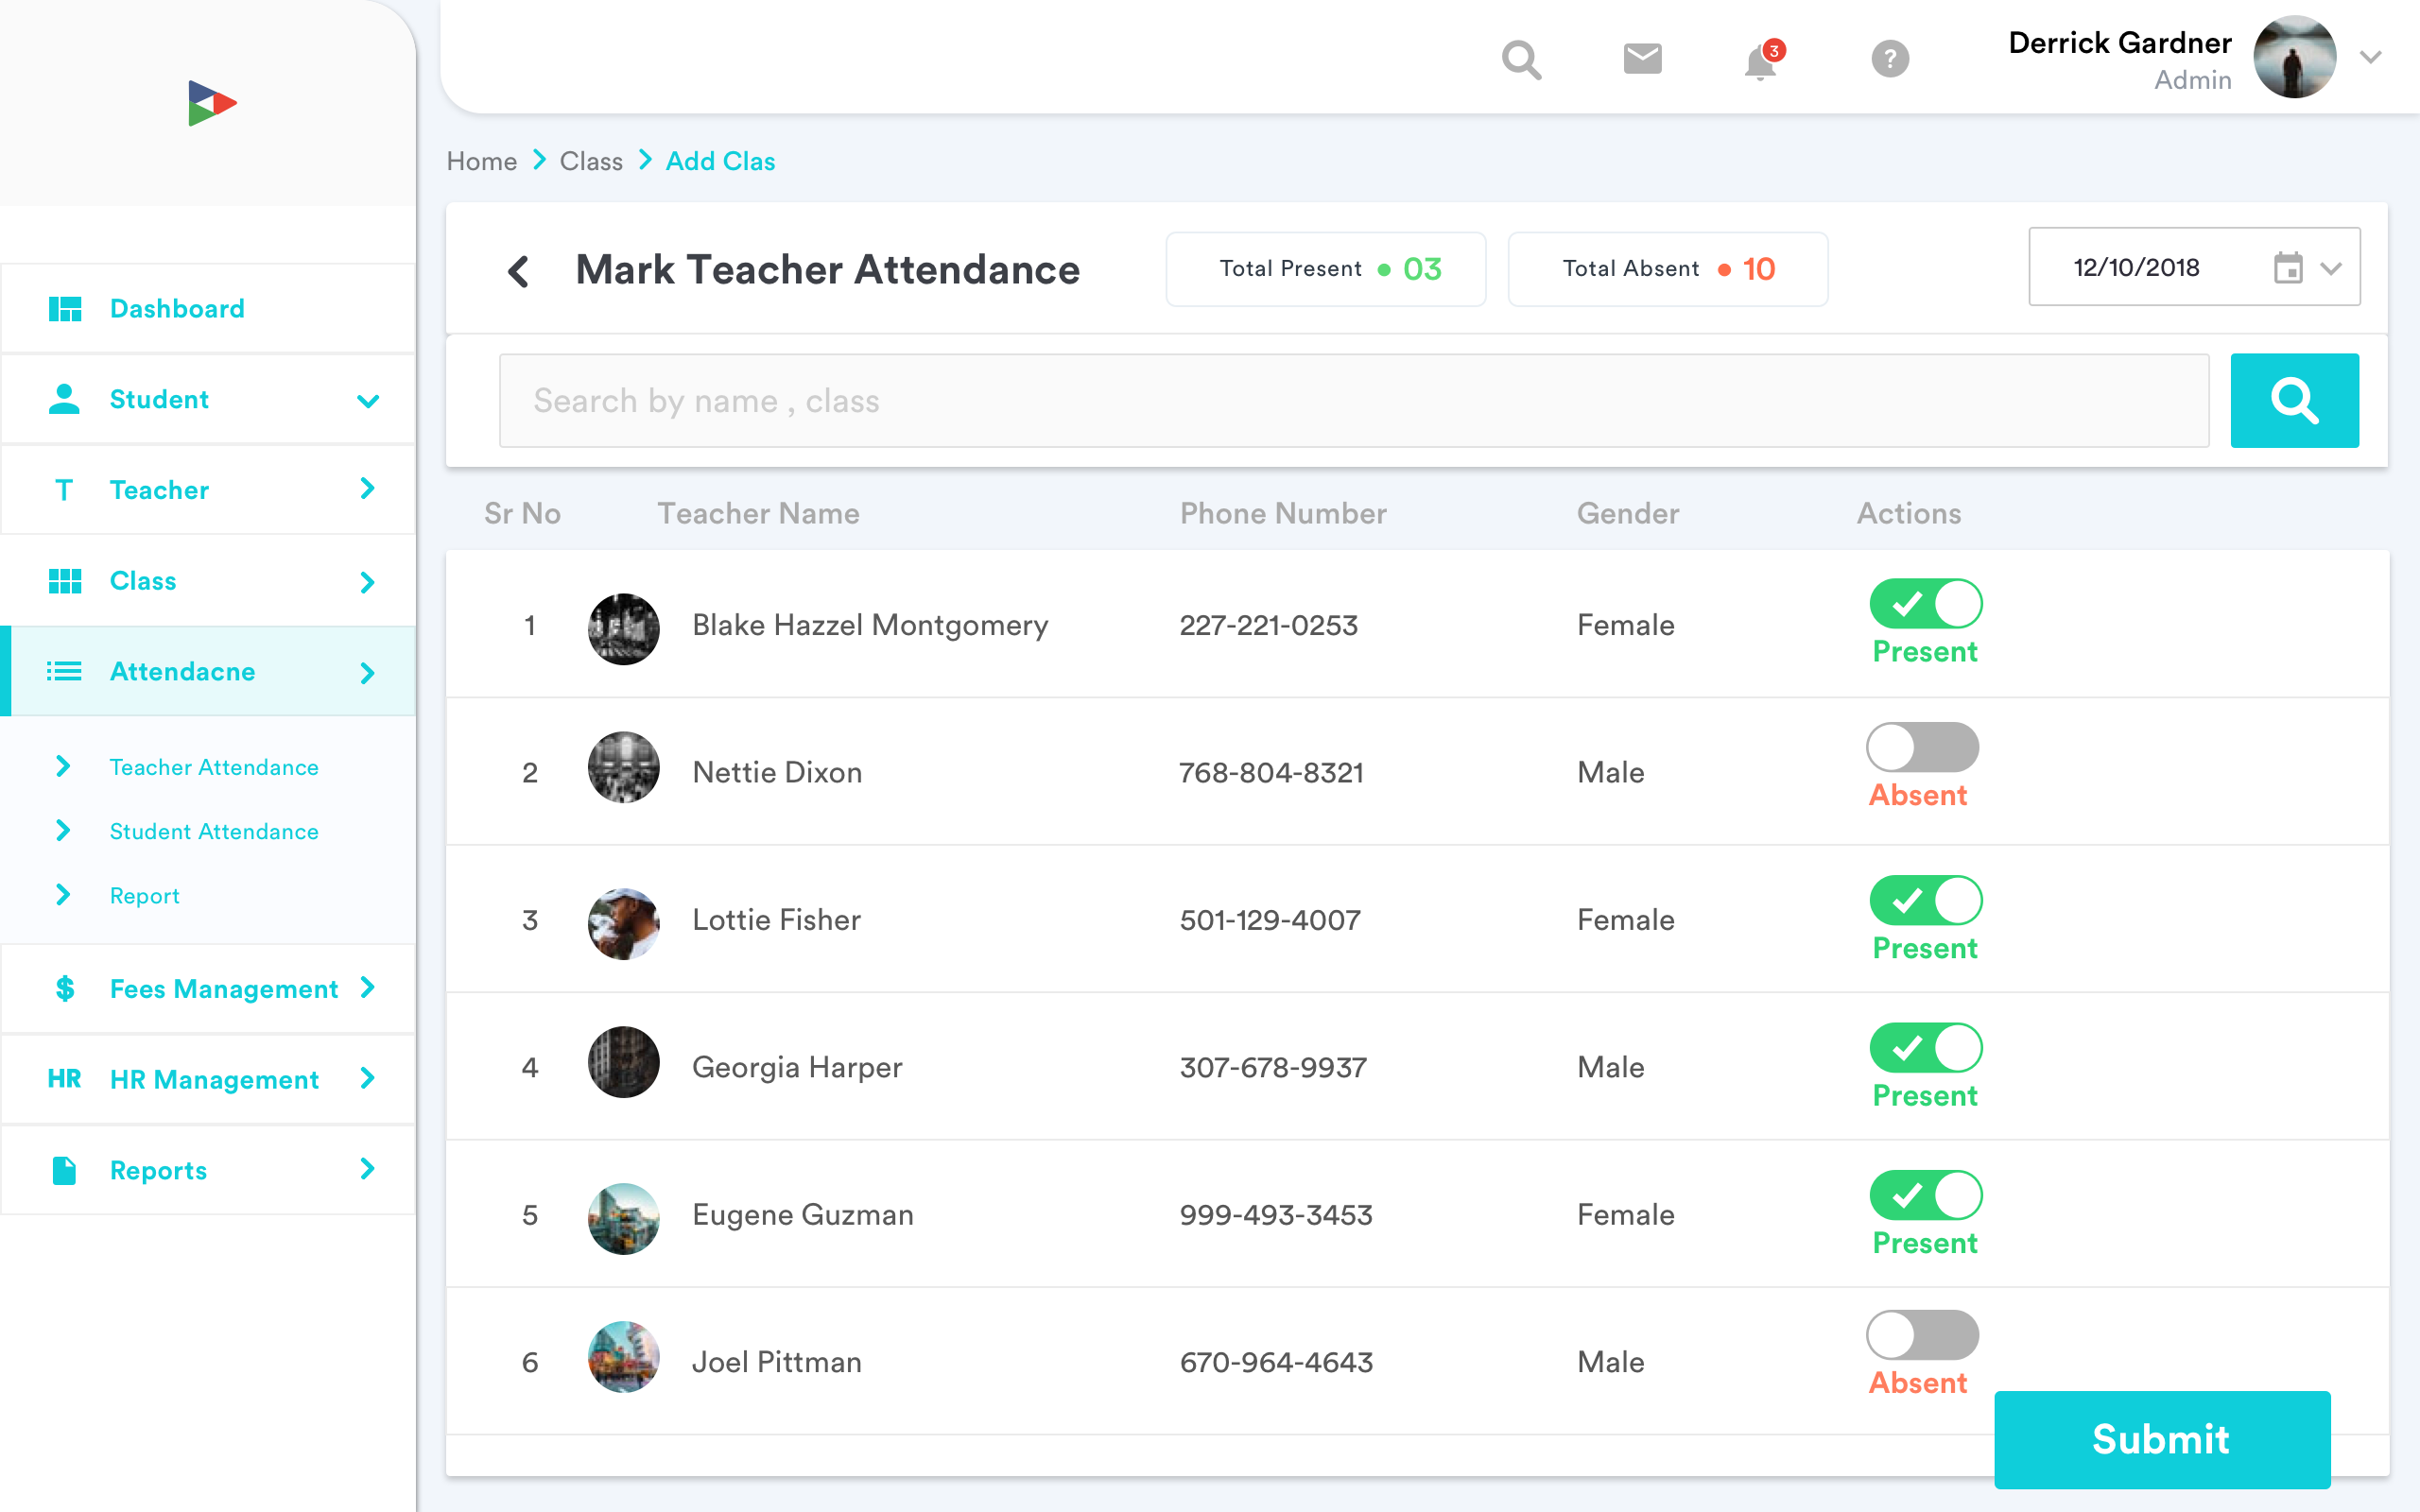 3
?
Derrick Gardner
Admin
Home Class Add Clas
Mark Teacher Attendance
Total Present 03
Total Absent 10
12/10/2018
Search by name , class
Dashboard
Student
T Teacher
Class
Attendacne
Teacher Attendance
Student Attendance
Report
$ Fees Management
HR HR Management
Reports
Sr No Teacher Name Phone Number Gender Actions
1 Blake Hazzel Montgomery 227-221-0253 Female Present
2 Nettie Dixon 768-804-8321 Male Absent
3 Lottie Fisher 501-129-4007 Female Present
4 Georgia Harper 307-678-9937 Male Present
5 Eugene Guzman 999-493-3453 Female Present
6 Joel Pittman 670-964-4643 Male Absent
Submit